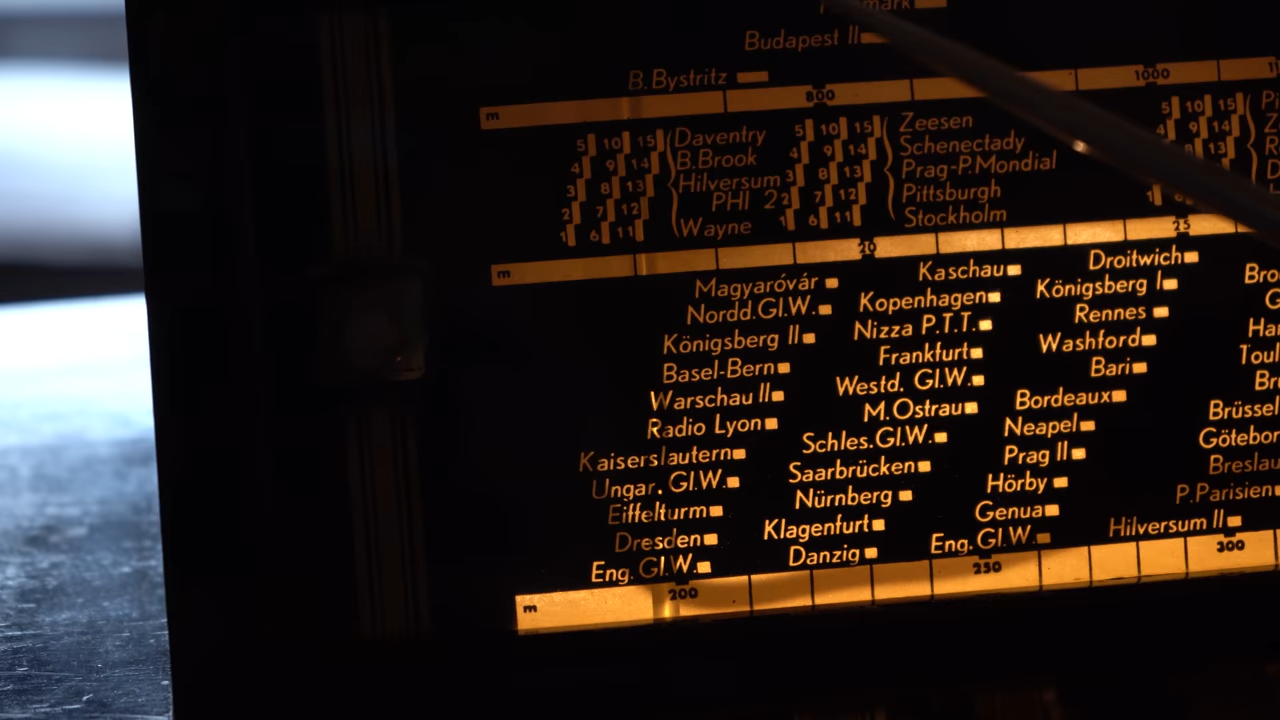 Budapest II
B.Bystritz
m 800 1000
5 10 15 Daventry 5 10 15 Zeesen 5 10 15
4 9 14 B.Brook 4 9 14 Schenectady 4 9 14
3 8 13 Hilversum 3 8 13 Prag-P.Mondial 13
2 7 12 PHI 2 2 7 12 Pittsburgh
1 6 11 Wayne 1 6 11 Stockholm 1
m 20 25
Magyaróvár Kaschau Droitwich
Nordd.Gl.W. Kopenhagen Königsberg I
Königsberg II Nizza P.T.T. Rennes
Basel-Bern Frankfurt Washford
Warschau II Westd. Gl.W. Bari
Radio Lyon M.Ostrau Bordeaux
Kaiserslautern Schles.Gl.W. Neapel Brüssel
Ungar. Gl.W. Saarbrücken Prag II Götebor
Eiffelturm Nürnberg Hörby Breslau
Dresden Klagenfurt Genua P.Parisien
Eng. Gl.W. Danzig Eng. Gl.W. Hilversum II
m 200 250 300